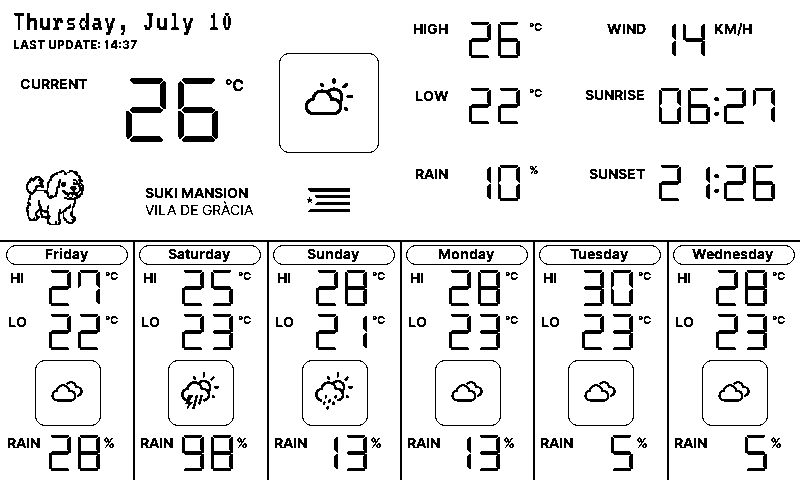 Thursday, July 10
LAST UPDATE: 14:37
CURRENT 26 °C
SUKI MANSION
VILA DE GRÀCIA
HIGH 26 °C
LOW 22 °C
RAIN 10 %
WIND 14 KM/H
SUNRISE 06:27
SUNSET 21:26
Friday
HI 27 °C
LO 22 °C
RAIN 28 %
Saturday
HI 25 °C
LO 23 °C
RAIN 98 %
Sunday
HI 28 °C
LO 21 °C
RAIN 13 %
Monday
HI 28 °C
LO 23 °C
RAIN 13 %
Tuesday
HI 30 °C
LO 23 °C
RAIN 5 %
Wednesday
HI 28 °C
LO 23 °C
RAIN 5 %